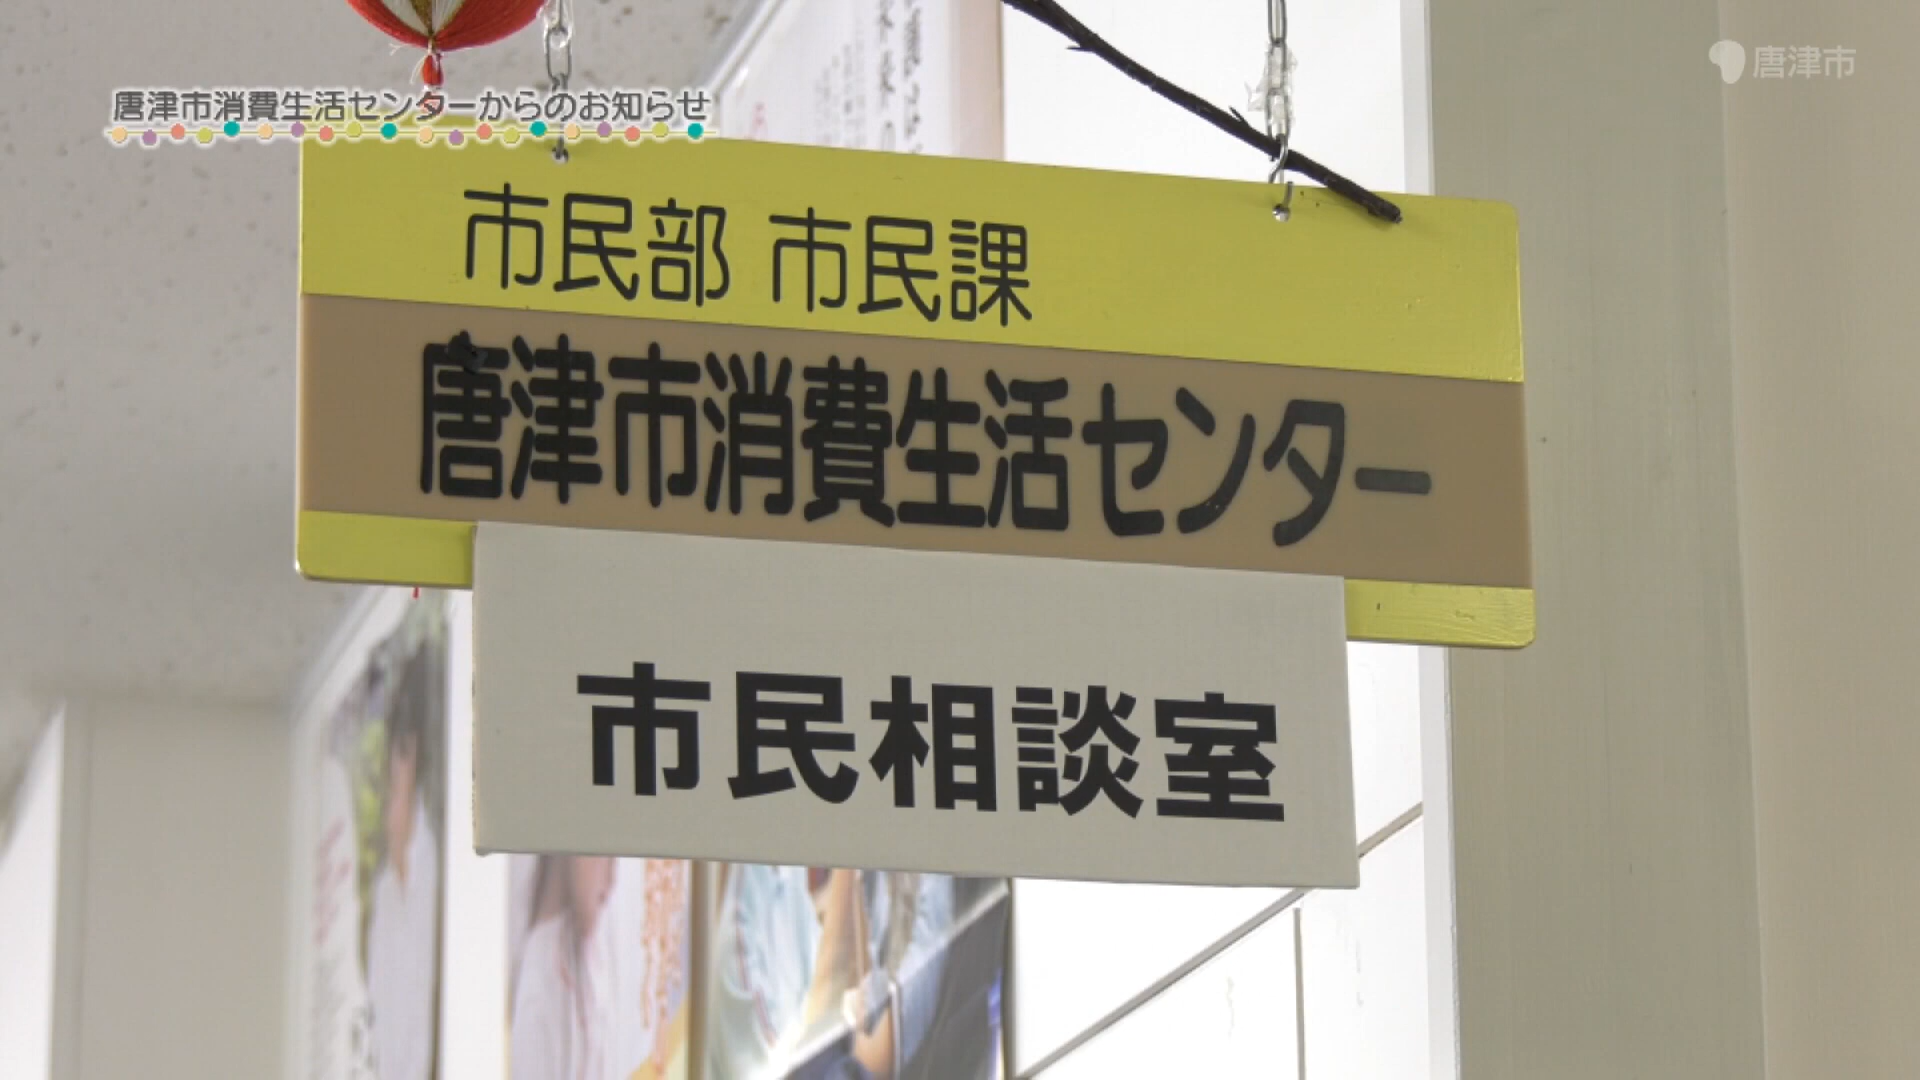 唐津市消費生活センターからのお知らせ
唐津市
市民部 市民課
唐津市消費生活センター
市民相談室